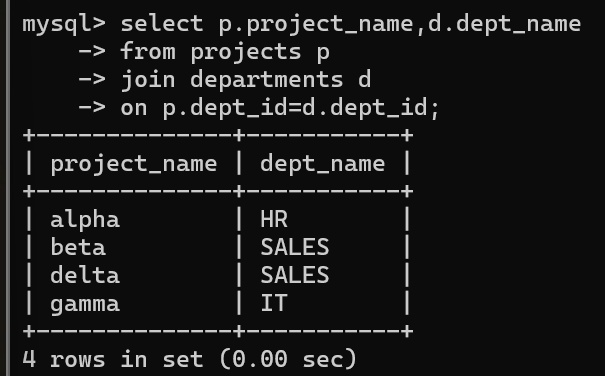 mysql> select p.project_name,d.dept_name
    -> from projects p
    -> join departments d
    -> on p.dept_id=d.dept_id;
+--------------+-----------+
| project_name | dept_name |
+--------------+-----------+
| alpha        | HR        |
| beta         | SALES     |
| delta        | SALES     |
| gamma        | IT        |
+--------------+-----------+
4 rows in set (0.00 sec)